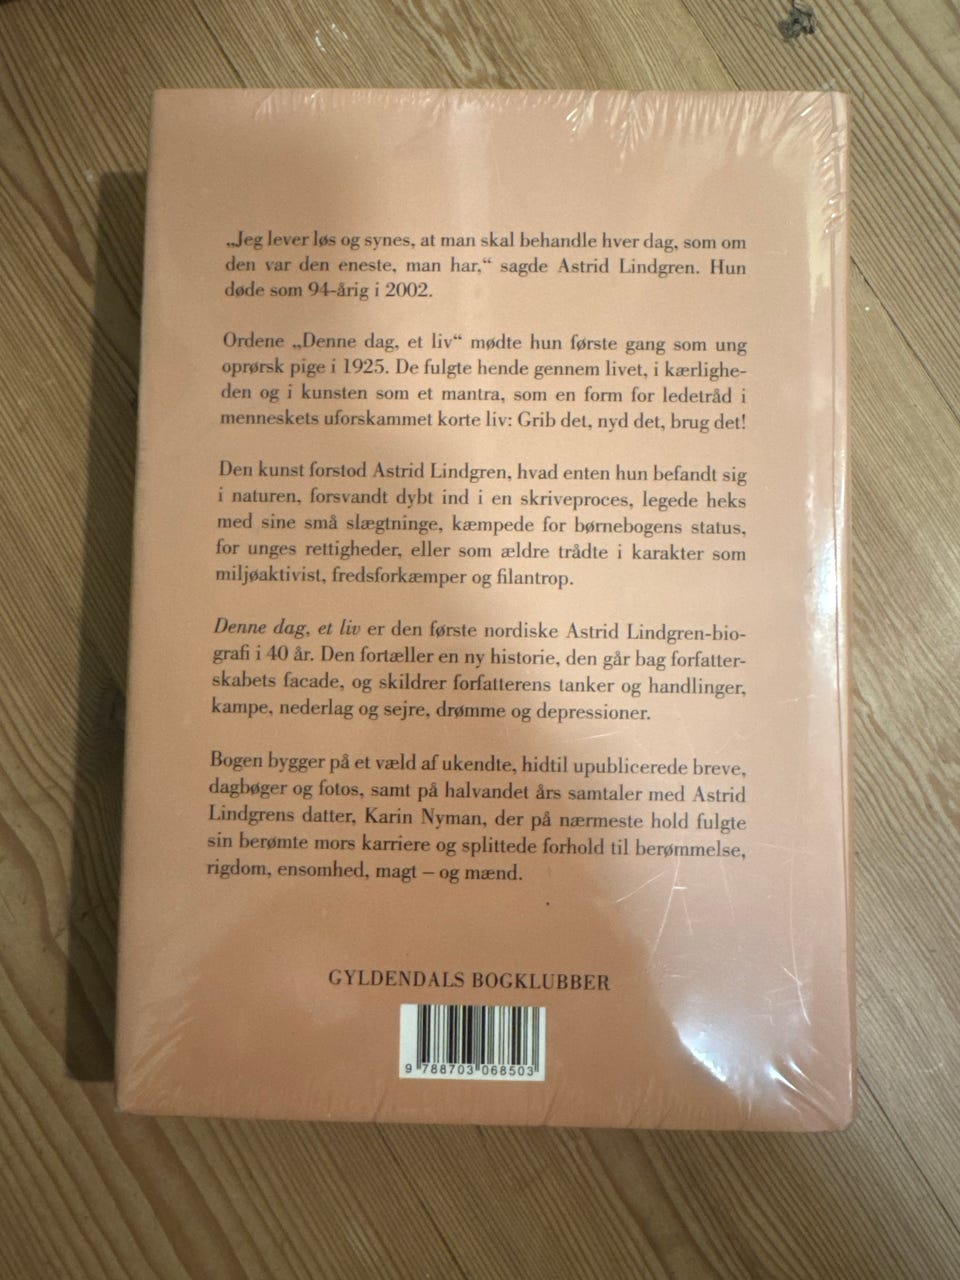 „Jeg lever løs og synes, at man skal behandle hver dag, som om
den var den eneste, man har,“ sagde Astrid Lindgren. Hun
døde som 94-årig i 2002.
Ordene „Denne dag, et liv“ mødte hun første gang som ung
oprørsk pige i 1925. De fulgte hende gennem livet, i kærlighe-
den og i kunsten som et mantra, som en form for ledetråd i
menneskets uforskammet korte liv: Grib det, nyd det, brug det!
Den kunst forstod Astrid Lindgren, hvad enten hun befandt sig
i naturen, forsvandt dybt ind i en skriveproces, legede heks
med sine små slægtninge, kæmpede for børnebogens status,
for unges rettigheder, eller som ældre trådte i karakter som
miljøaktivist, fredsforkæmper og filantrop.
Denne dag, et liv er den første nordiske Astrid Lindgren-bio-
grafi i 40 år. Den fortæller en ny historie, den går bag forfatter-
skabets facade, og skildrer forfatterens tanker og handlinger,
kampe, nederlag og sejre, drømme og depressioner.
Bogen bygger på et væld af ukendte, hidtil upublicerede breve,
dagbøger og fotos, samt på halvandet års samtaler med Astrid
Lindgrens datter, Karin Nyman, der på nærmeste hold fulgte
sin berømte mors karriere og splittede forhold til berømmelse,
rigdom, ensomhed, magt – og mænd.
GYLDENDALS BOGKLUBBER
9 788703 068503